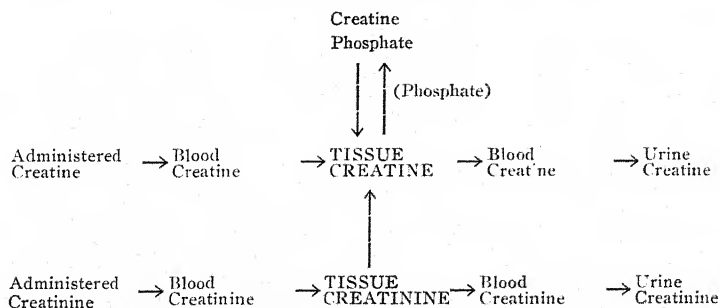 Creatine
Phosphate
(Phosphate)
Administered → Blood → TISSUE → Blood → Urine
Creatine Creatine CREATINE Creat'ne Creatine
Administered → Blood → TISSUE → Blood → Urine
Creatinine Creatinine CREATININE Creatinine Creatinine